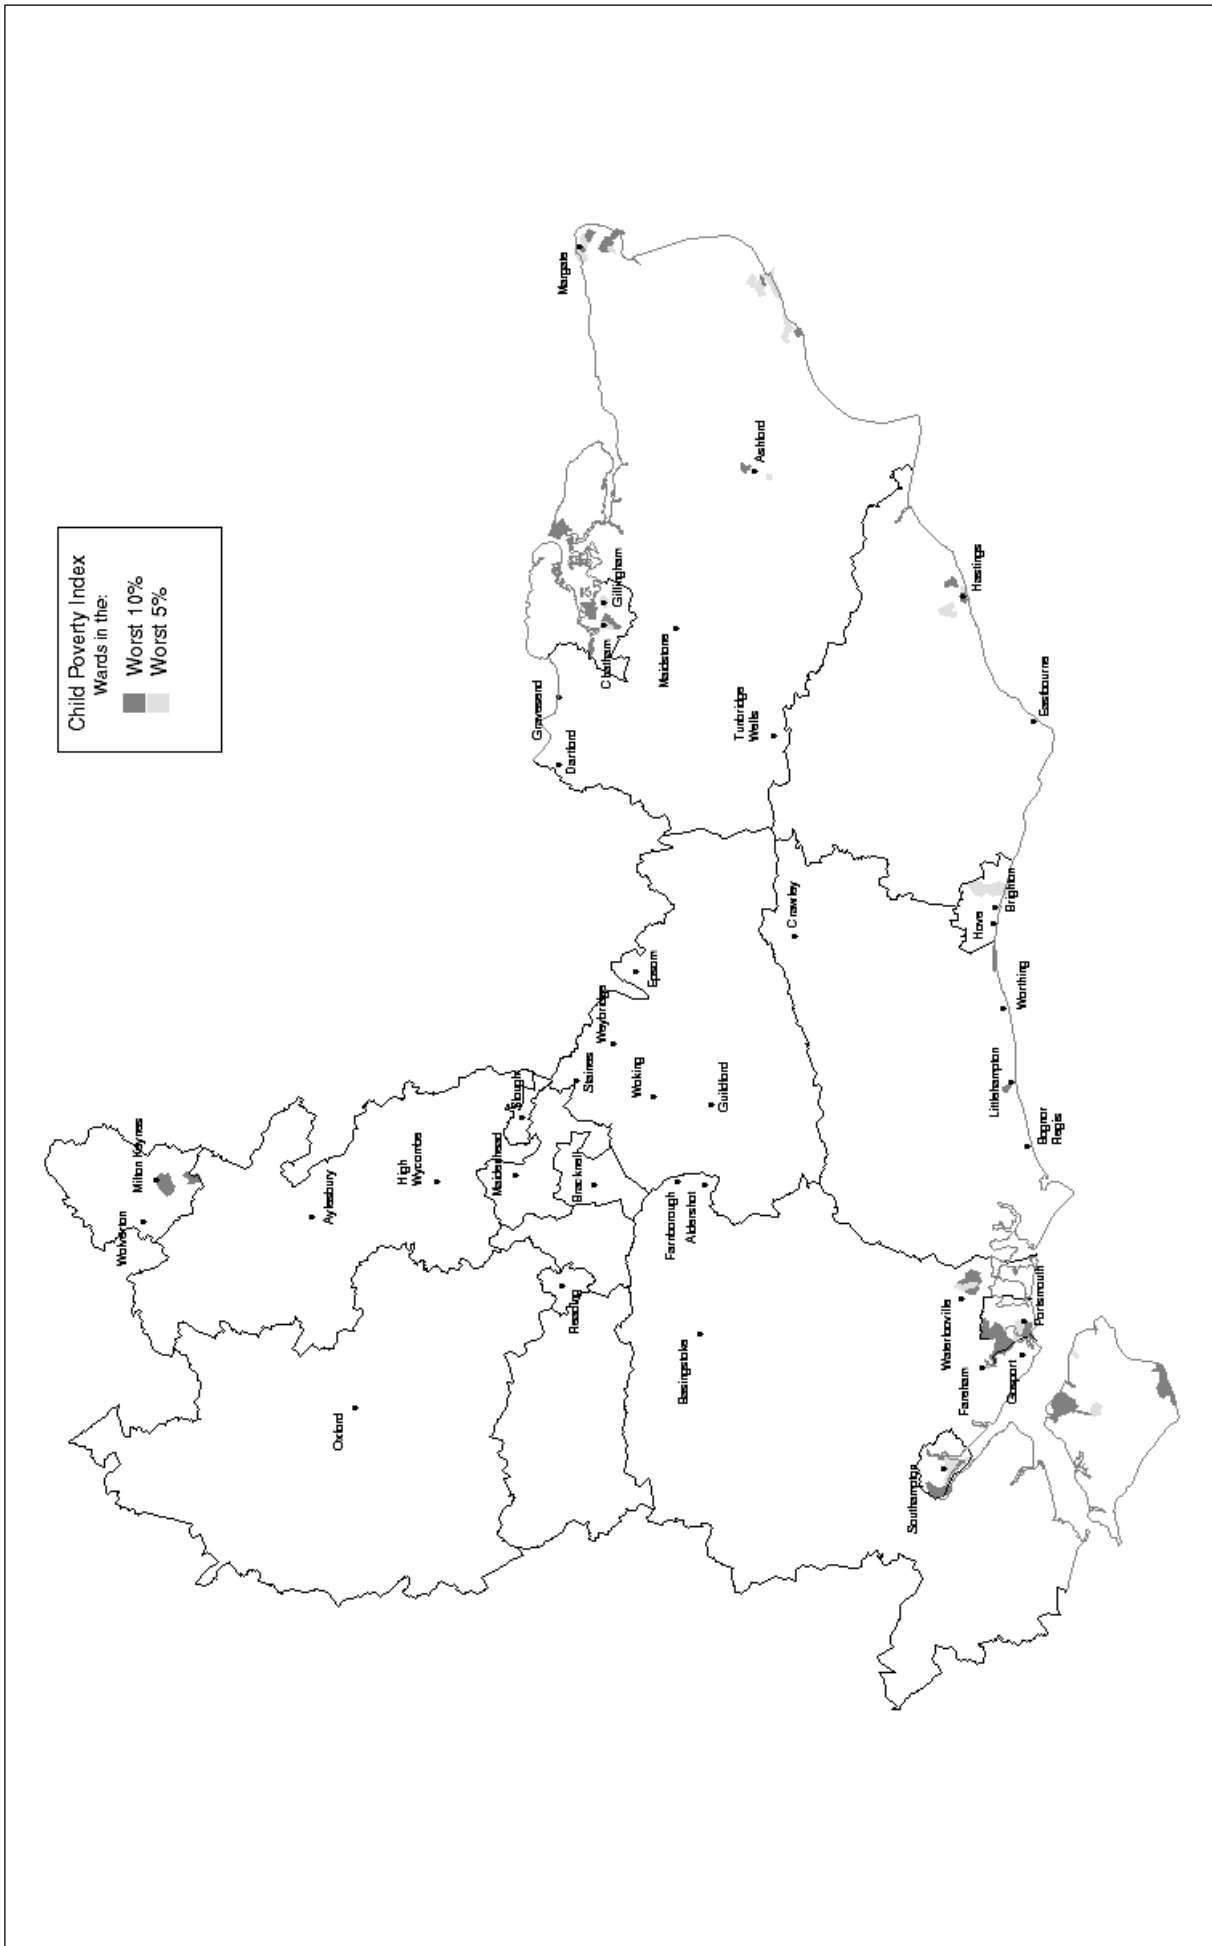 Child Poverty Index
Wards in the:
Worst 10%
Worst 5%
Wolverton
Milton Keynes
Aylesbury
Oxford
High
Wycombe
Maidenhead
Slough
Staines
Bracknell
Reading
Weybridge
Epsom
Woking
Guildford
Farnborough
Aldershot
Basingstoke
Dartford
Gravesend
Chatham
Gillingham
Maidstone
Margate
Ashford
Tunbridge
Wells
Crawley
Hastings
Eastbourne
Brighton
Hove
Worthing
Littlehampton
Bognor
Regis
Portsmouth
Waterlooville
Fareham
Gosport
Southampton